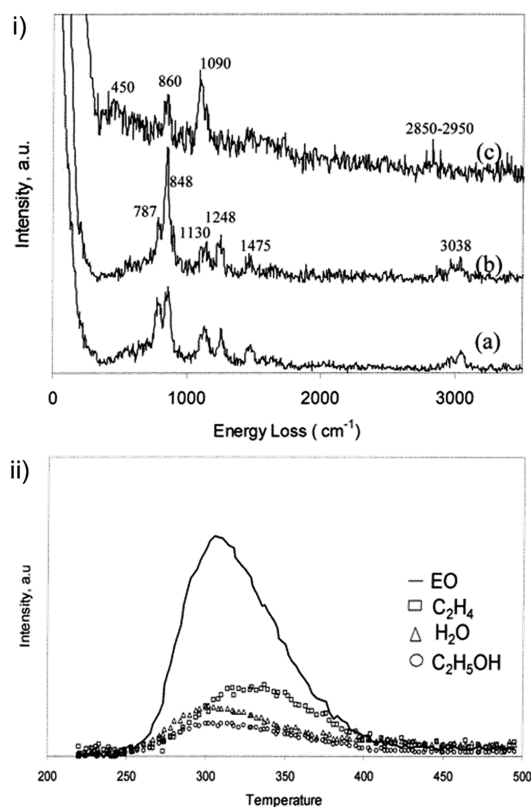 i)
450
860
1090
2850-2950
(c)
787
848
1130
1248
1475
3038
(b)
(a)
Intensity, a.u.
0 1000 2000 3000
Energy Loss ( cm⁻¹)
ii)
EO
C₂H₄
H₂O
C₂H₅OH
Intensity, a.u
200 250 300 350 400 450 500
Temperature